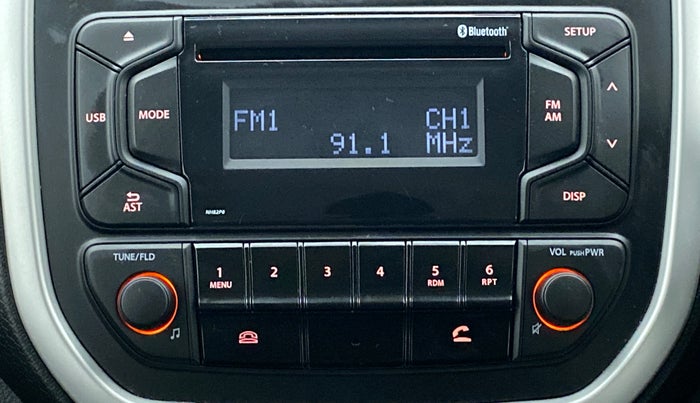 Bluetooth
SETUP
USB
MODE
FM1 CH1
91.1 MHz
FM
AM
AST
DISP
TUNE/FLD
VOL PUSH PWR
1 2 3 4 5 6
MENU RDM RPT